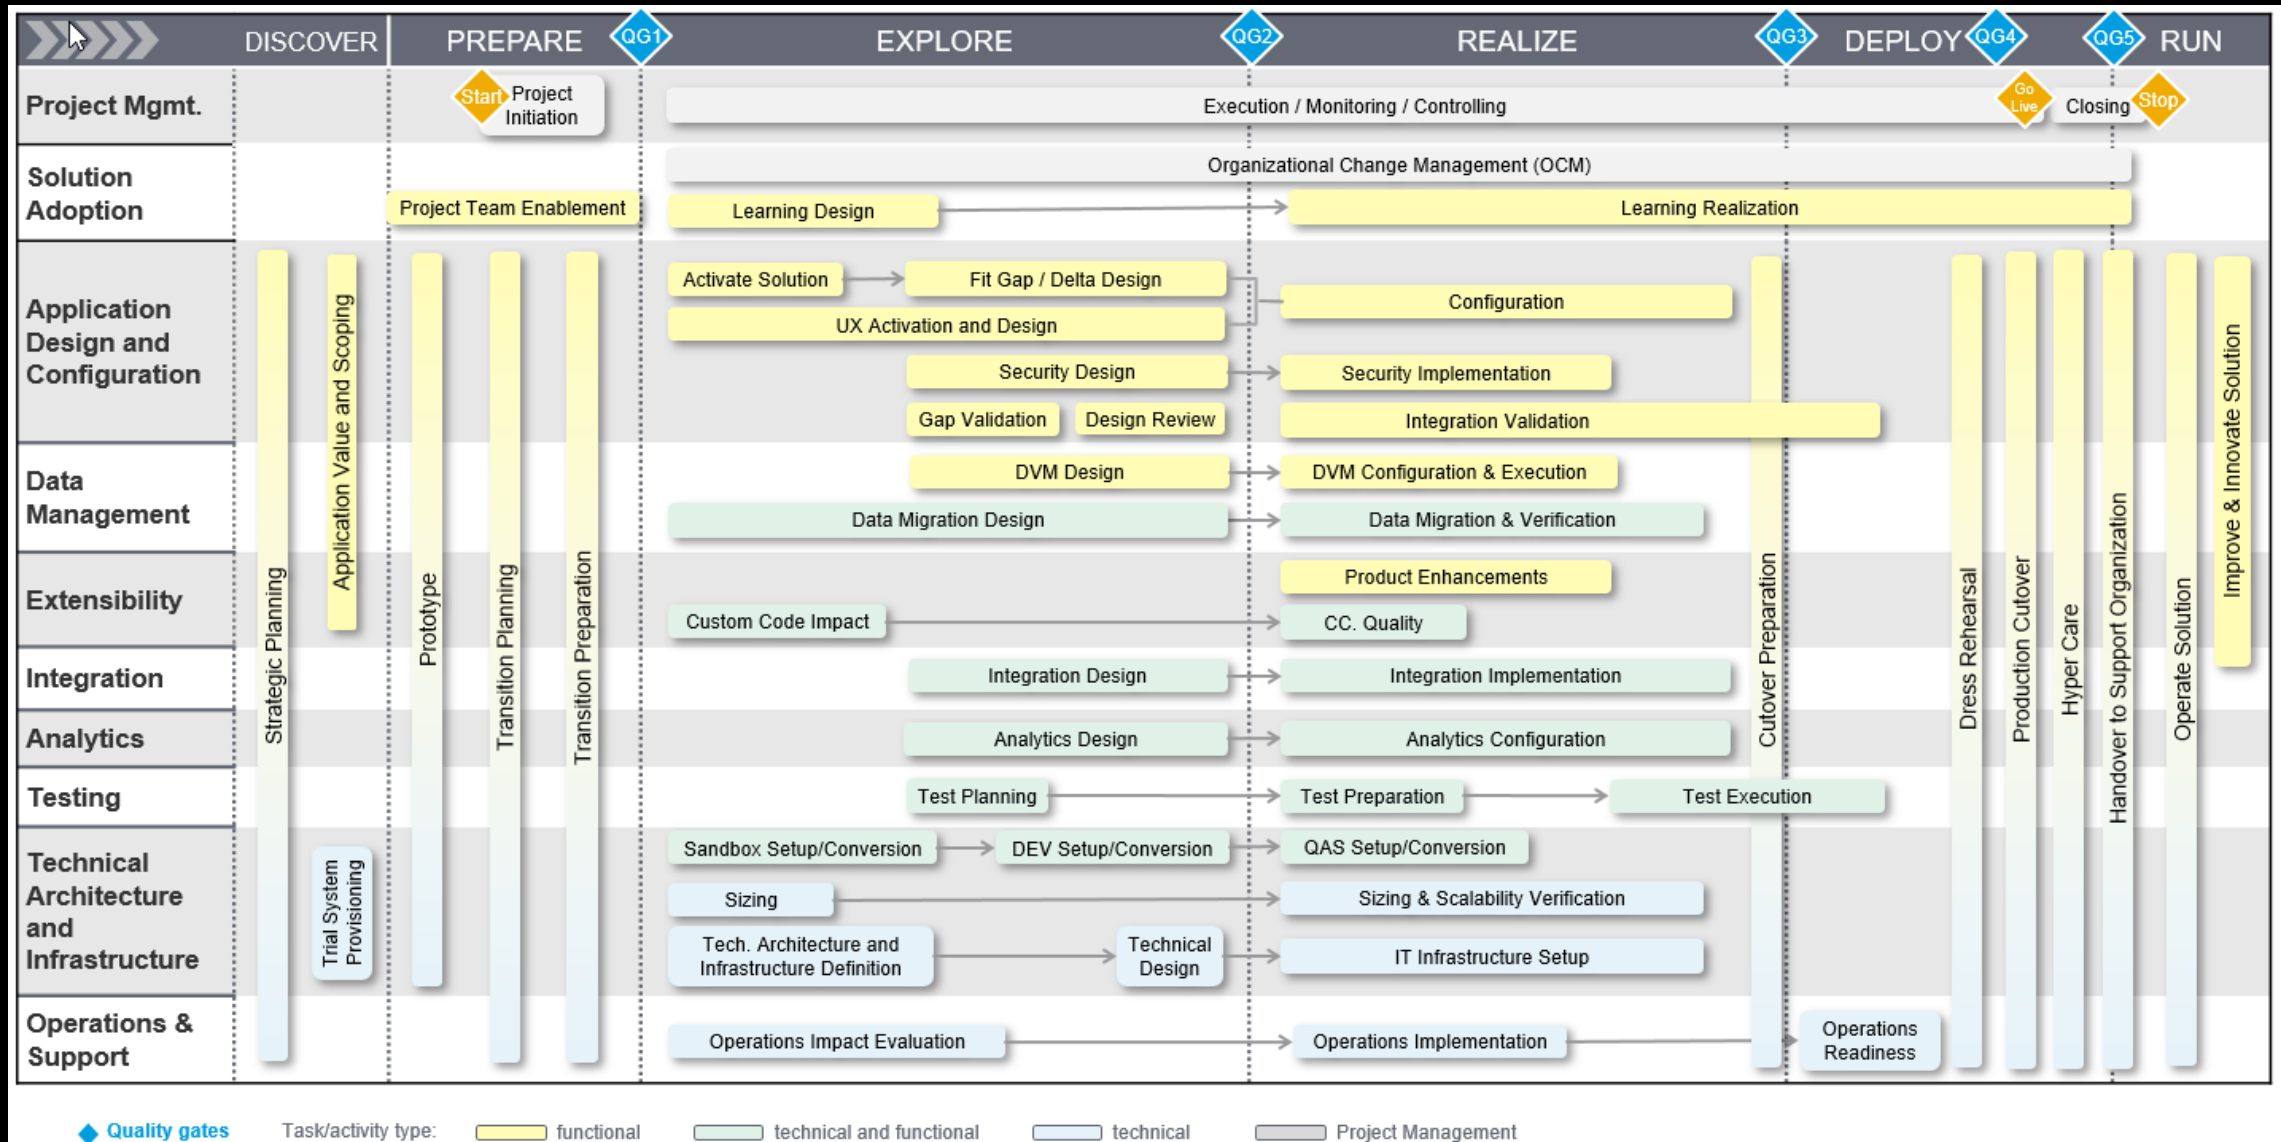 DISCOVER
PREPARE
QG1
EXPLORE
QG2
REALIZE
QG3
DEPLOY
QG4
QG5
RUN
Project Mgmt.
Start
Project
Initiation
Execution / Monitoring / Controlling
Go
Live
Closing
Stop
Solution
Adoption
Organizational Change Management (OCM)
Project Team Enablement
Learning Design
Learning Realization
Application
Design and
Configuration
Activate Solution
Fit Gap / Delta Design
Configuration
UX Activation and Design
Security Design
Security Implementation
Gap Validation
Design Review
Integration Validation
Data
Management
DVM Design
DVM Configuration & Execution
Data Migration Design
Data Migration & Verification
Extensibility
Product Enhancements
Custom Code Impact
CC. Quality
Integration
Integration Design
Integration Implementation
Analytics
Analytics Design
Analytics Configuration
Testing
Test Planning
Test Preparation
Test Execution
Technical
Architecture
and
Infrastructure
Sandbox Setup/Conversion
DEV Setup/Conversion
QAS Setup/Conversion
Sizing
Sizing & Scalability Verification
Tech. Architecture and
Infrastructure Definition
Technical
Design
IT Infrastructure Setup
Operations &
Support
Operations Impact Evaluation
Operations Implementation
Operations
Readiness
Strategic Planning
Application Value and Scoping
Trial System
Provisioning
Prototype
Transition Planning
Transition Preparation
Cutover Preparation
Dress Rehearsal
Production Cutover
Hyper Care
Handover to Support Organization
Operate Solution
Improve & Innovate Solution
Quality gates
Task/activity type:
functional
technical and functional
technical
Project Management